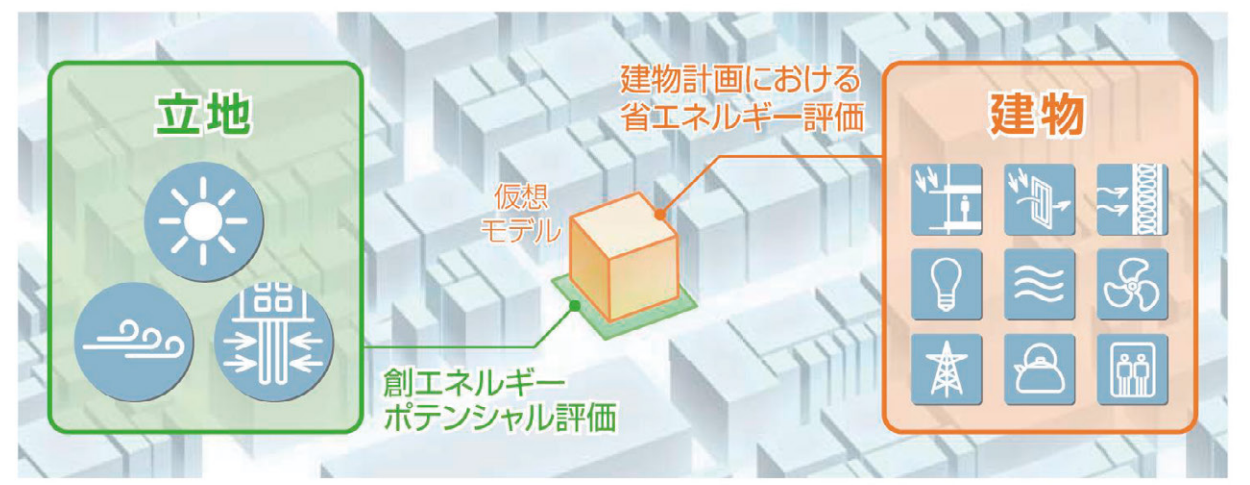 立地
建物計画における
省エネルギー評価
建物
仮想
モデル
創エネルギー
ポテンシャル評価